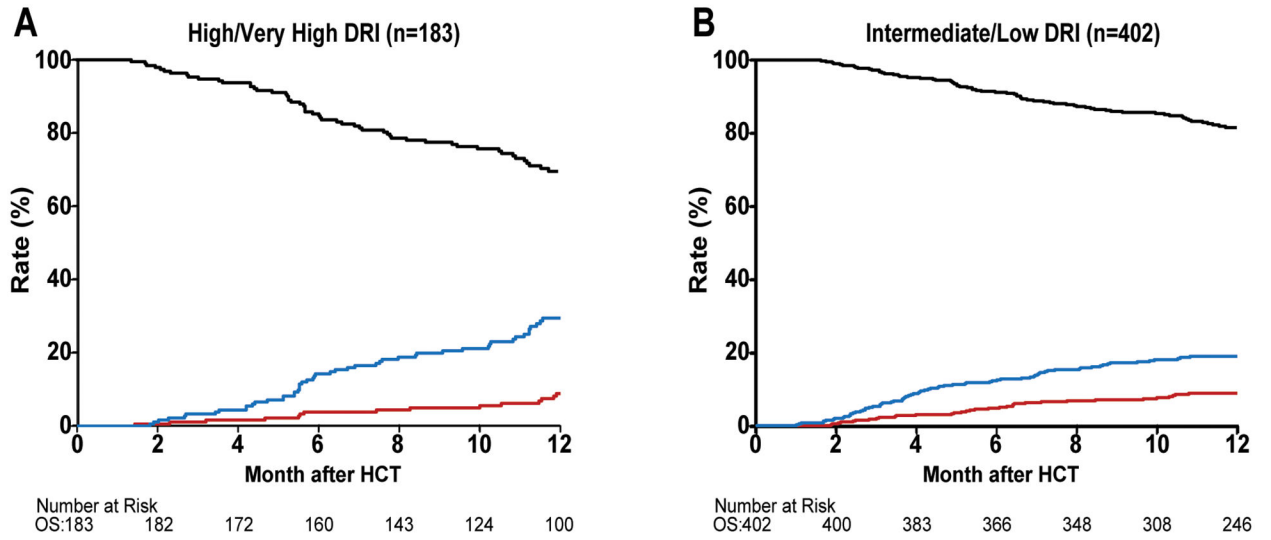 A
High/Very High DRI (n=183)
100
80
60
40
20
0
Rate (%)
0 2 4 6 8 10 12
Month after HCT
Number at Risk
OS:183 182 172 160 143 124 100
B
Intermediate/Low DRI (n=402)
100
80
60
40
20
0
Rate (%)
0 2 4 6 8 10 12
Month after HCT
Number at Risk
OS:402 400 383 366 348 308 246